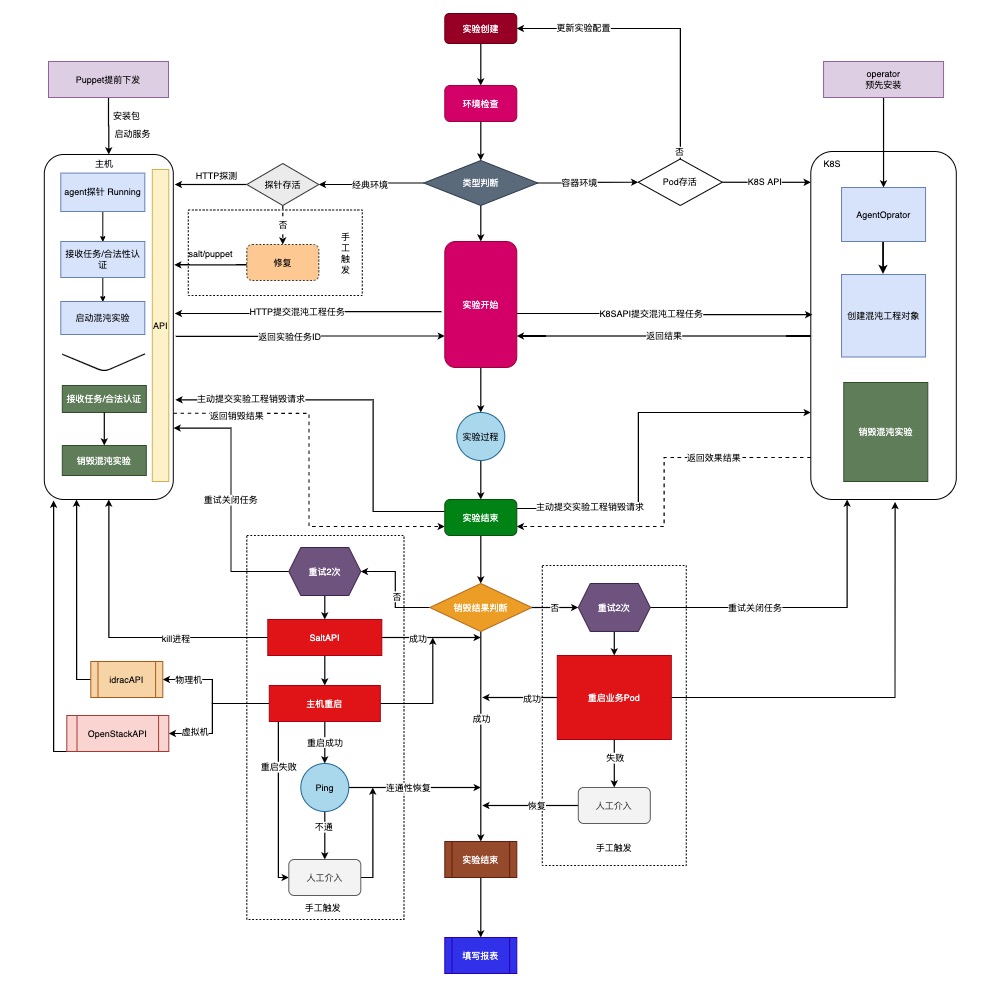 实验创建
更新实验配置
Puppet提前下发
operator
预先安装
环境检查
安装包
启动服务
否
主机
K8S
HTTP探测
探针存活
经典环境
类型判断
容器环境
Pod存活
K8S API
agent探针 Running
AgentOprator
否
手
工
触
发
接收任务/合法性认
证
salt/puppet
修复
实验开始
启动混沌实验
API
HTTP提交混沌工程任务
K8SAPI提交混沌工程任务
创建混沌工程对象
返回实验任务ID
返回结果
接收任务/合法认证
主动提交实验工程销毁请求
返回销毁结果
实验过程
销毁混沌实验
销毁混沌实验
返回效果结果
重试关闭任务
主动提交实验工程销毁请求
实验结束
重试2次
否
销毁结果判断
否
重试2次
重试关闭任务
kill进程
SaltAPI
成功
idracAPI
物理机
主机重启
成功
重启业务Pod
成功
OpenStackAPI
虚拟机
重启成功
重启失败
失败
Ping
连通性恢复
恢复
人工介入
不通
手工触发
实验结束
人工介入
手工触发
填写报表